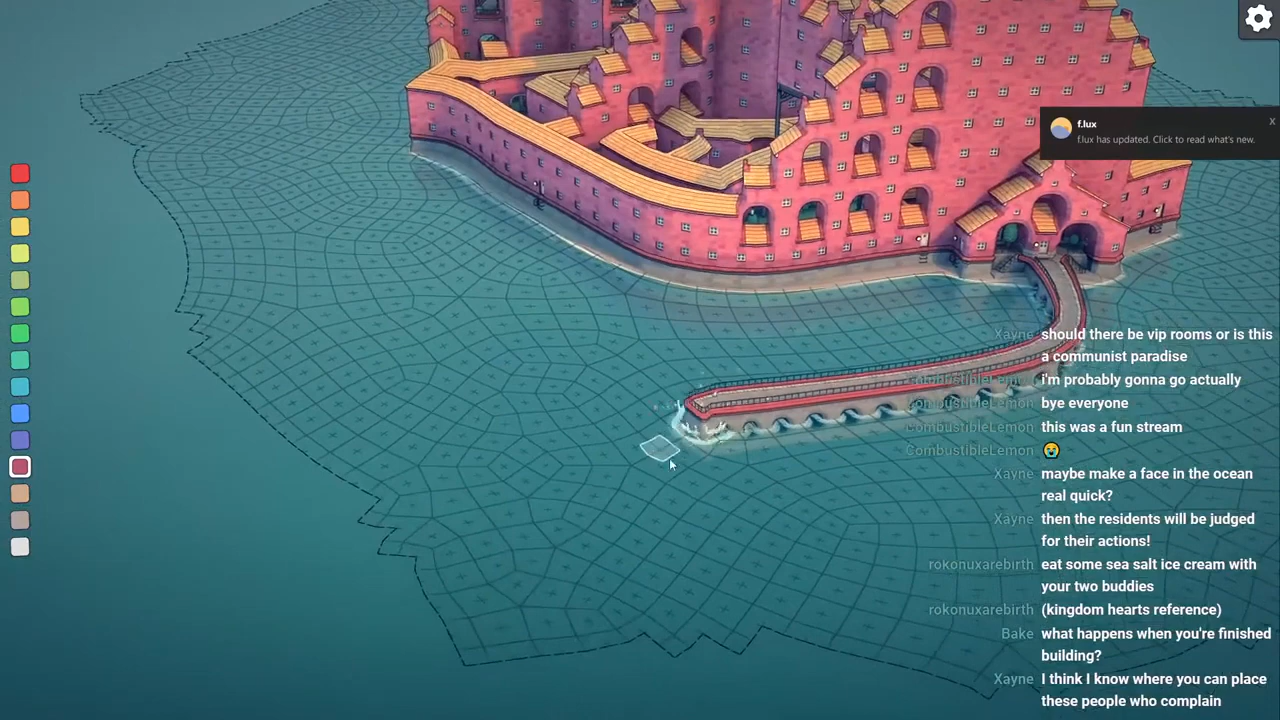 f.lux
x
f.lux has updated. Click to read what's new.
Xayne should there be vip rooms or is this
a communist paradise
CombustibleLemon i'm probably gonna go actually
CombustibleLemon bye everyone
CombustibleLemon this was a fun stream
CombustibleLemon 😭
Xayne maybe make a face in the ocean
real quick?
Xayne then the residents will be judged
for their actions!
rokonuxarebirth eat some sea salt ice cream with
your two buddies
rokonuxarebirth (kingdom hearts reference)
Bake what happens when you're finished
building?
Xayne I think I know where you can place
these people who complain